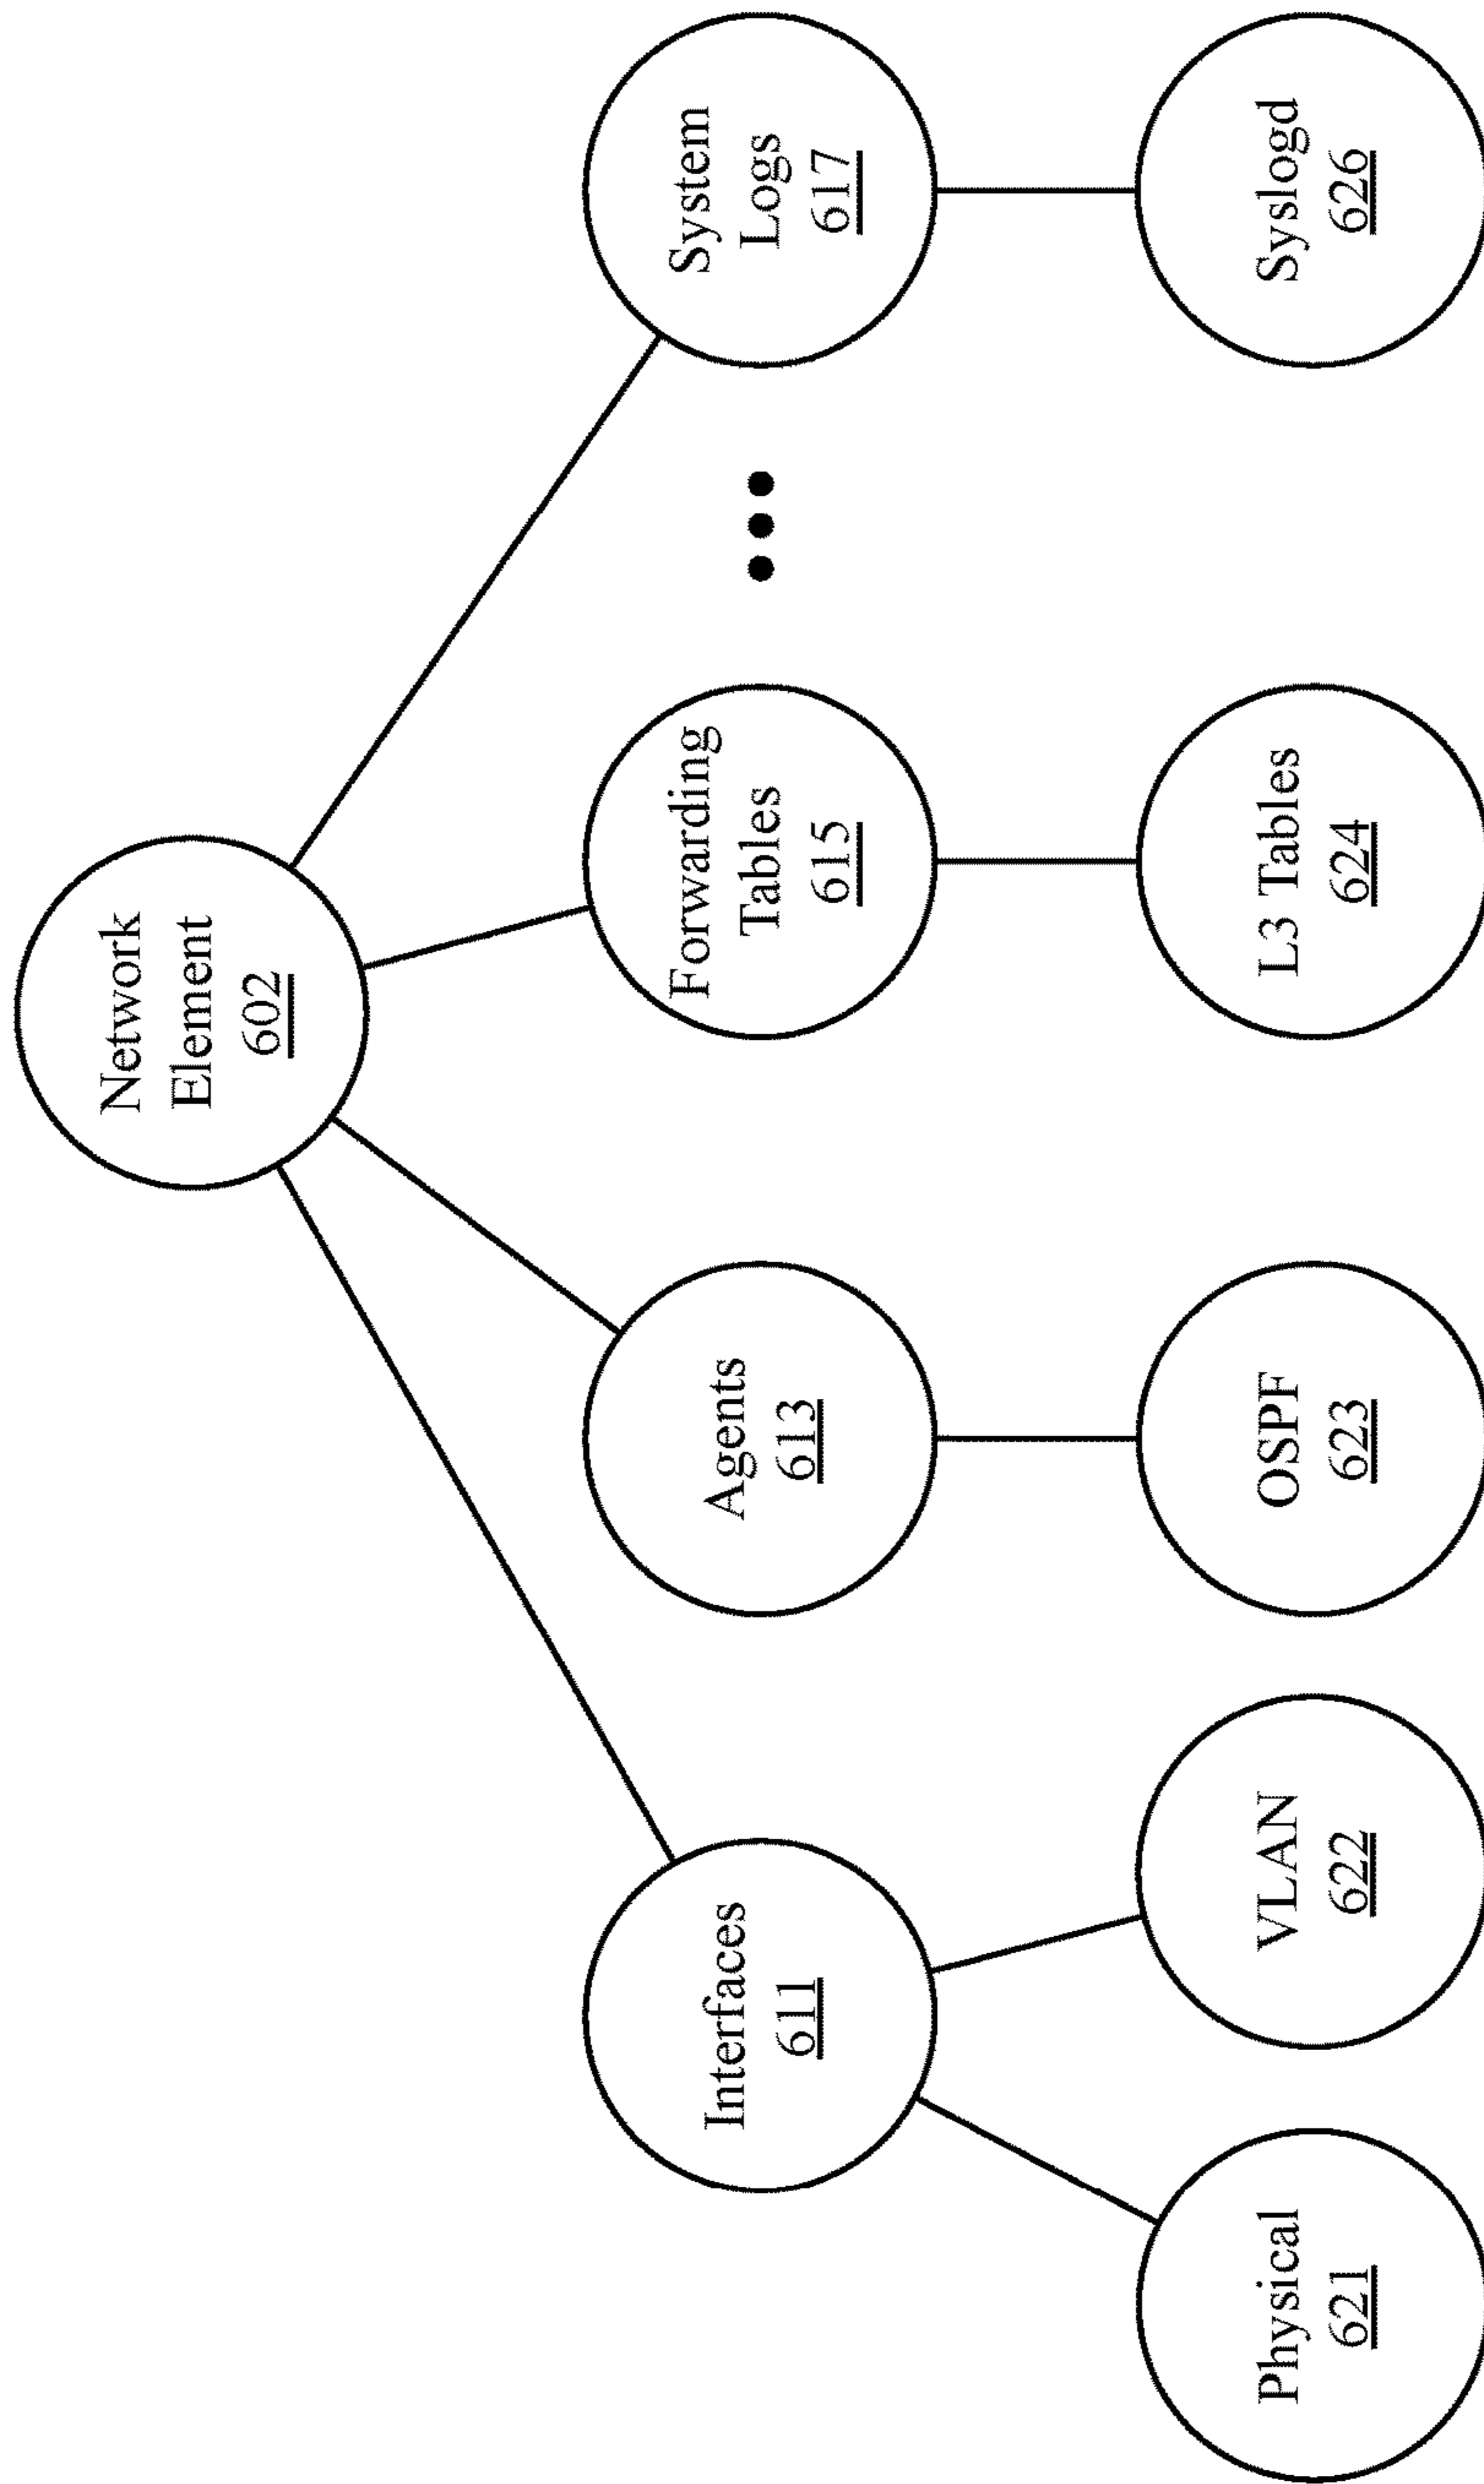 Network
Element
602
Interfaces
611
Agents
613
Forwarding
Tables
615
System
Logs
617
Physical
621
VLAN
622
OSPF
623
L3 Tables
624
Syslogd
626